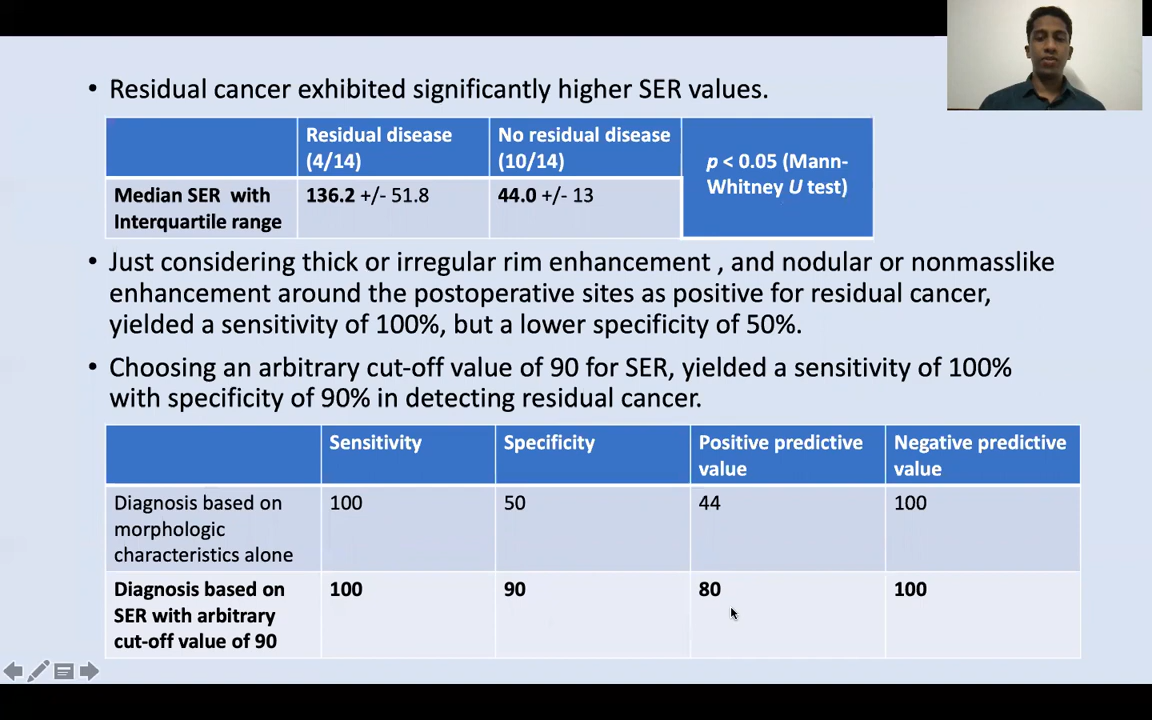 • Residual cancer exhibited significantly higher SER values.
Residual disease (4/14)
No residual disease (10/14)
p < 0.05 (Mann-
Whitney U test)
Median SER with
Interquartile range
136.2 +/- 51.8
44.0 +/- 13
• Just considering thick or irregular rim enhancement , and nodular or nonmasslike
enhancement around the postoperative sites as positive for residual cancer,
yielded a sensitivity of 100%, but a lower specificity of 50%.
• Choosing an arbitrary cut-off value of 90 for SER, yielded a sensitivity of 100%
with specificity of 90% in detecting residual cancer.
Sensitivity
Specificity
Positive predictive
value
Negative predictive
value
Diagnosis based on
morphologic
characteristics alone
100
50
44
100
Diagnosis based on
SER with arbitrary
cut-off value of 90
100
90
80
100